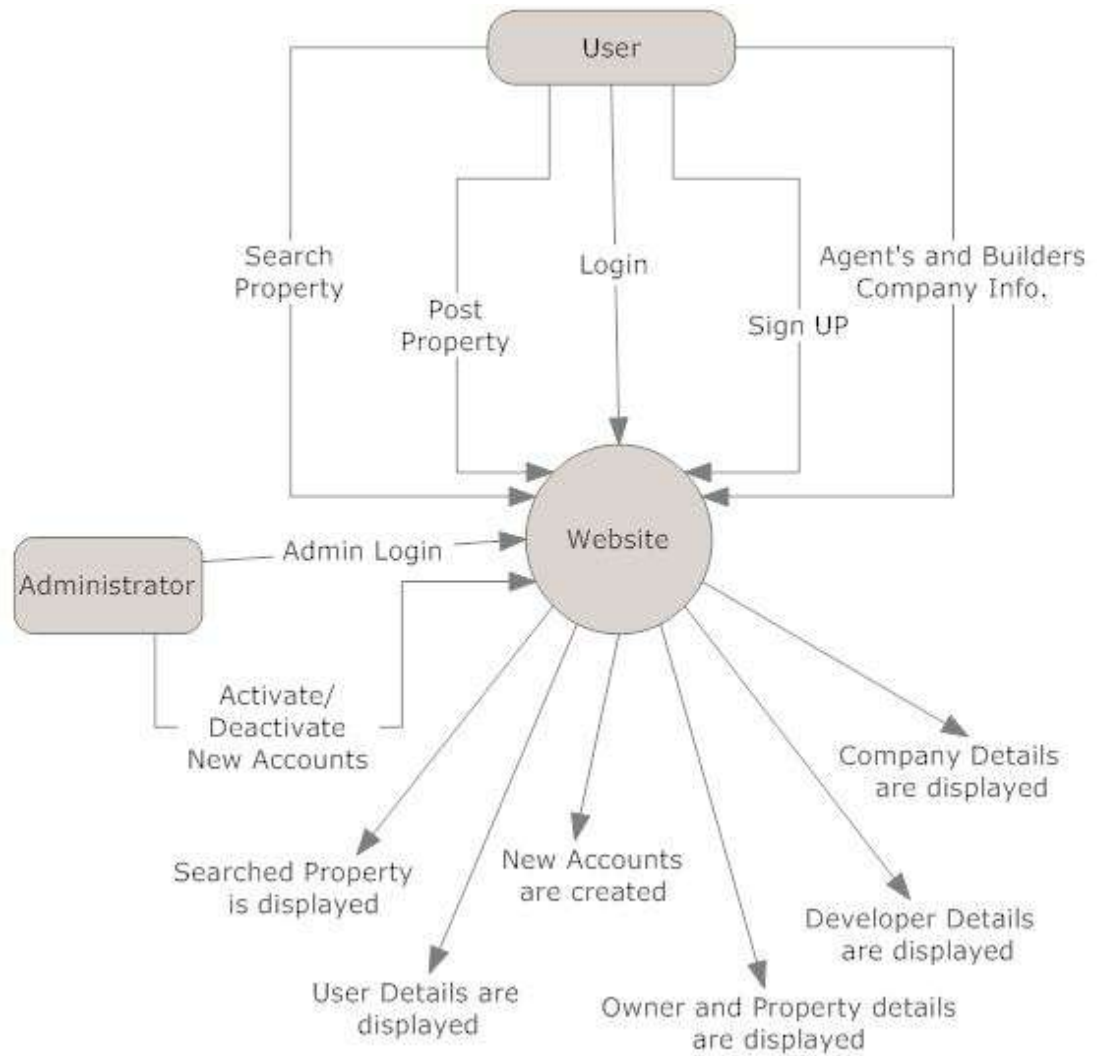 User
Search
Property
Post
Property
Login
Sign UP
Agent's and Builders
Company Info.
Website
Administrator
Admin Login
Activate/
Deactivate
New Accounts
Company Details
are displayed
Searched Property
is displayed
New Accounts
are created
Developer Details
are displayed
User Details are
displayed
Owner and Property details
are displayed